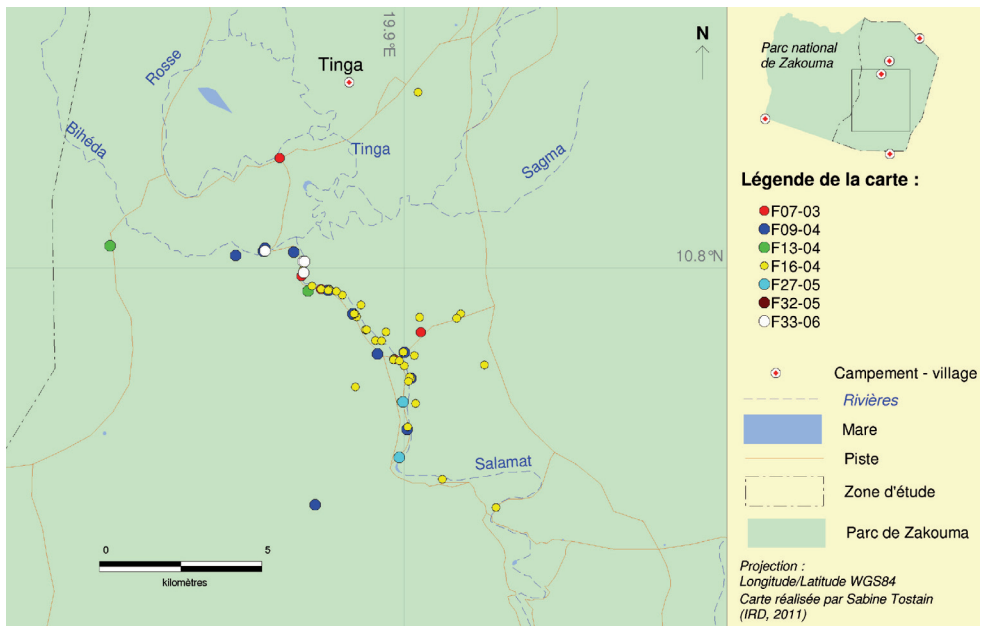 19.9°E
N
Rosse
Tinga
Bihéda
Tinga
Sagma
10.8°N
Salamat
0 5
kilomètres
Parc national
de Zakouma
Légende de la carte :
F07-03
F09-04
F13-04
F16-04
F27-05
F32-05
F33-06
Campement - village
Rivières
Mare
Piste
Zone d'étude
Parc de Zakouma
Projection :
Longitude/Latitude WGS84
Carte réalisée par Sabine Tostain
(IRD, 2011)